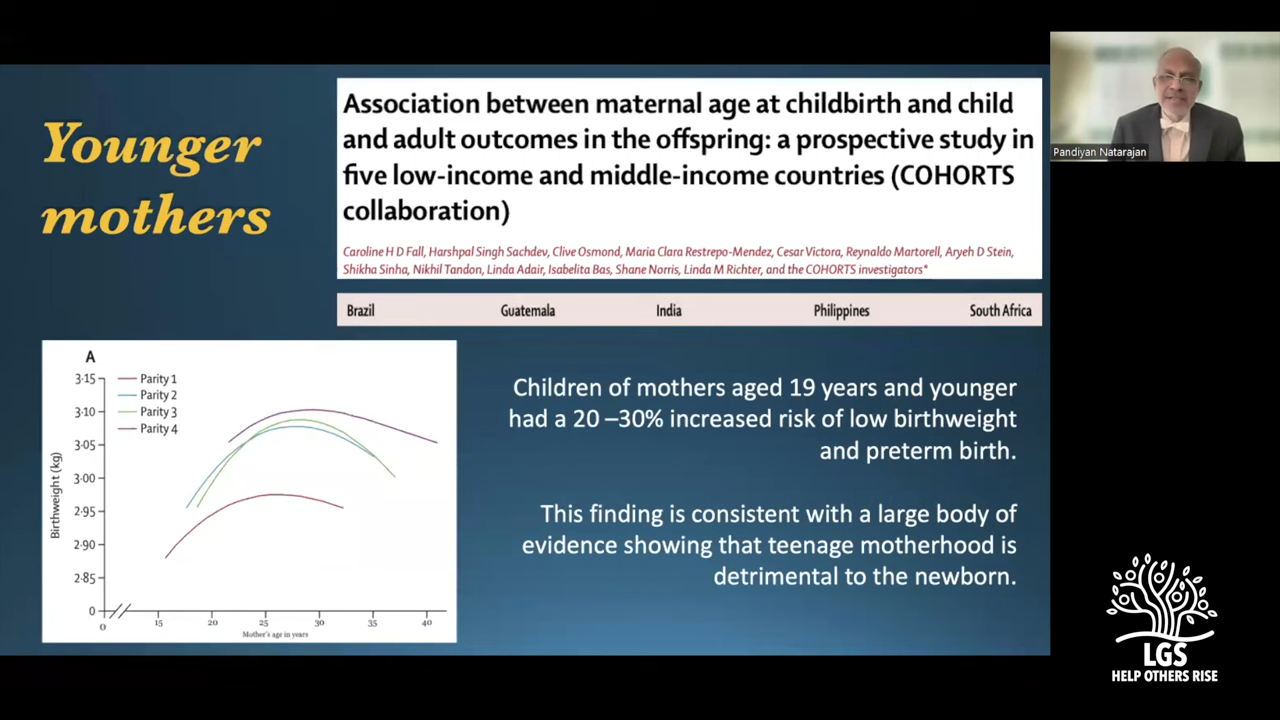 Younger
mothers
Association between maternal age at childbirth and child
and adult outcomes in the offspring: a prospective study in
five low-income and middle-income countries (COHORTS
collaboration)
Caroline H D Fall, Harshpal Singh Sachdev, Clive Osmond, Maria Clara Restrepo-Mendez, Cesar Victora, Reynaldo Martorell, Aryeh D Stein,
Shikha Sinha, Nikhil Tandon, Linda Adair, Isabelita Bas, Shane Norris, Linda M Richter, and the COHORTS investigators*
Brazil Guatemala India Philippines South Africa
A
Parity 1
Parity 2
Parity 3
Parity 4
Birthweight (kg)
3·15
3·10
3·05
3·00
2·95
2·90
2·85
0
0 15 20 25 30 35 40
Mother's age in years
Children of mothers aged 19 years and younger
had a 20 –30% increased risk of low birthweight
and preterm birth.
This finding is consistent with a large body of
evidence showing that teenage motherhood is
detrimental to the newborn.
Pandiyan Natarajan
LGS
HELP OTHERS RISE